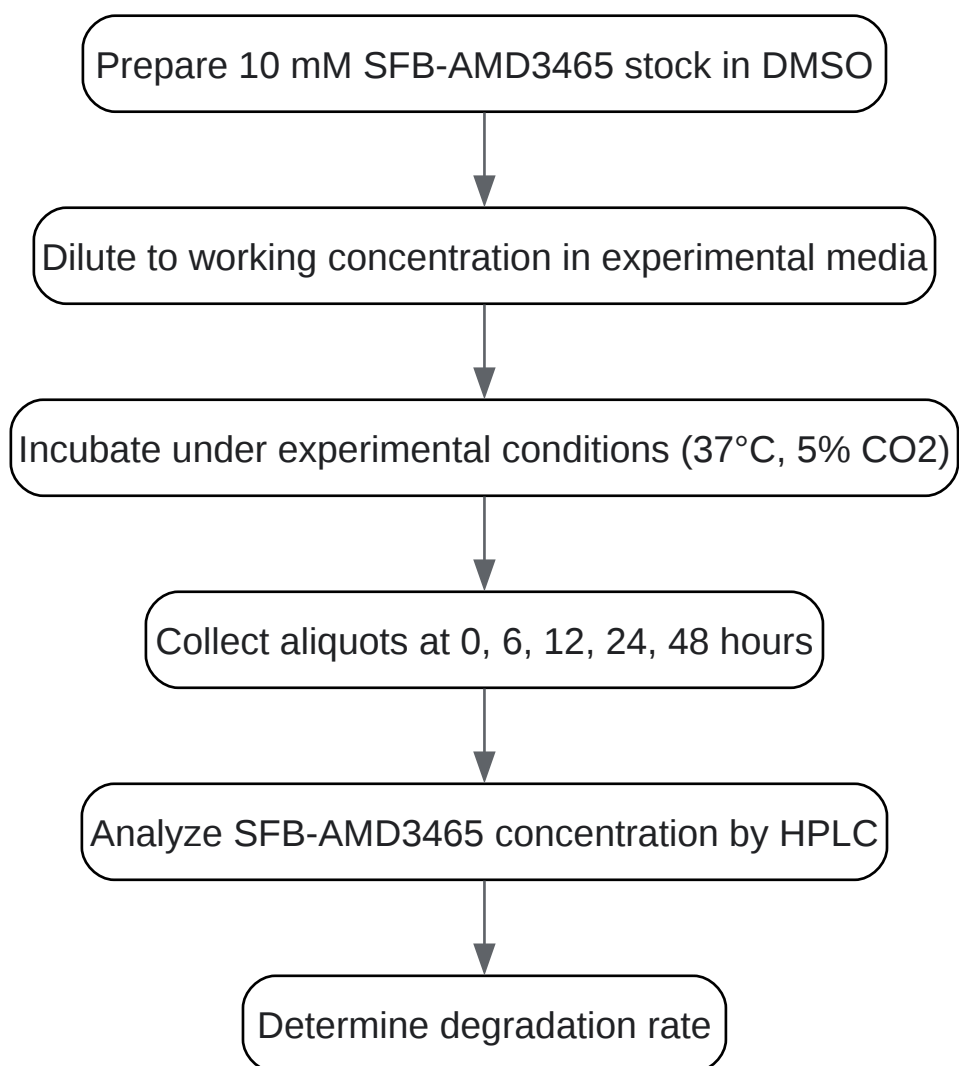 Prepare 10 mM SFB-AMD3465 stock in DMSO
Dilute to working concentration in experimental media
Incubate under experimental conditions (37°C, 5% CO2)
Collect aliquots at 0, 6, 12, 24, 48 hours
Analyze SFB-AMD3465 concentration by HPLC
Determine degradation rate